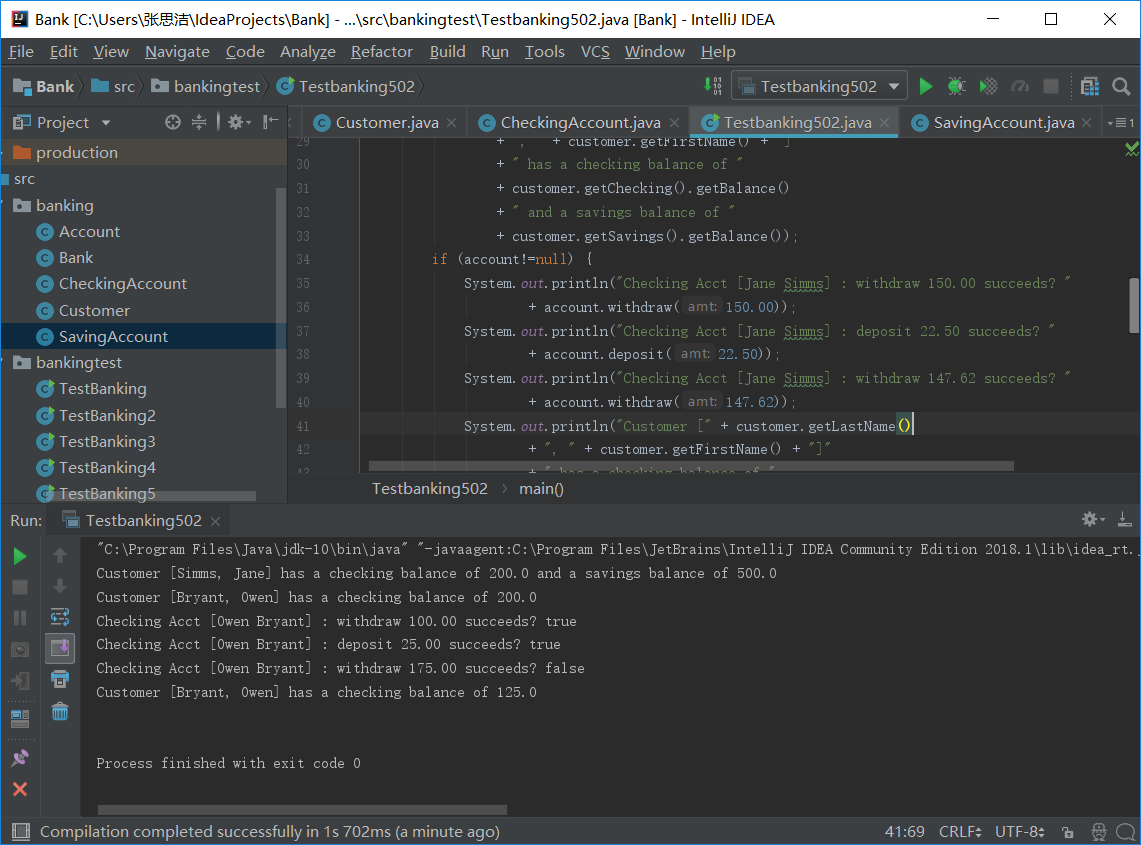 Bank [C:\Users\张思洁\IdeaProjects\Bank] - ...\src\bankingtest\Testbanking502.java [Bank] - IntelliJ IDEA
File Edit View Navigate Code Analyze Refactor Build Run Tools VCS Window Help
Bank src bankingtest Testbanking502 Testbanking502
Project Customer.java CheckingAccount.java Testbanking502.java SavingAccount.java 1
production
src
banking
Account
Bank
CheckingAccount
Customer
SavingAccount
bankingtest
TestBanking
TestBanking2
TestBanking3
TestBanking4
TestBanking5
29 + ", " + customer.getFirstName() + "]"
30 + " has a checking balance of "
31 + customer.getChecking().getBalance()
32 + " and a savings balance of "
33 + customer.getSavings().getBalance());
34 if (account!=null) {
35 System.out.println("Checking Acct [Jane Simms] : withdraw 150.00 succeeds? "
36 + account.withdraw( amt: 150.00));
37 System.out.println("Checking Acct [Jane Simms] : deposit 22.50 succeeds? "
38 + account.deposit( amt: 22.50));
39 System.out.println("Checking Acct [Jane Simms] : withdraw 147.62 succeeds? "
40 + account.withdraw( amt: 147.62));
41 System.out.println("Customer [" + customer.getLastName()
42 + ", " + customer.getFirstName() + "]"
43 + " has a checking balance of "
Testbanking502 main()
Run: Testbanking502
"C:\Program Files\Java\jdk-10\bin\java" "-javaagent:C:\Program Files\JetBrains\IntelliJ IDEA Community Edition 2018.1\lib\idea_rt.
Customer [Simms, Jane] has a checking balance of 200.0 and a savings balance of 500.0
Customer [Bryant, Owen] has a checking balance of 200.0
Checking Acct [Owen Bryant] : withdraw 100.00 succeeds? true
Checking Acct [Owen Bryant] : deposit 25.00 succeeds? true
Checking Acct [Owen Bryant] : withdraw 175.00 succeeds? false
Customer [Bryant, Owen] has a checking balance of 125.0
Process finished with exit code 0
Compilation completed successfully in 1s 702ms (a minute ago) 41:69 CRLF UTF-8